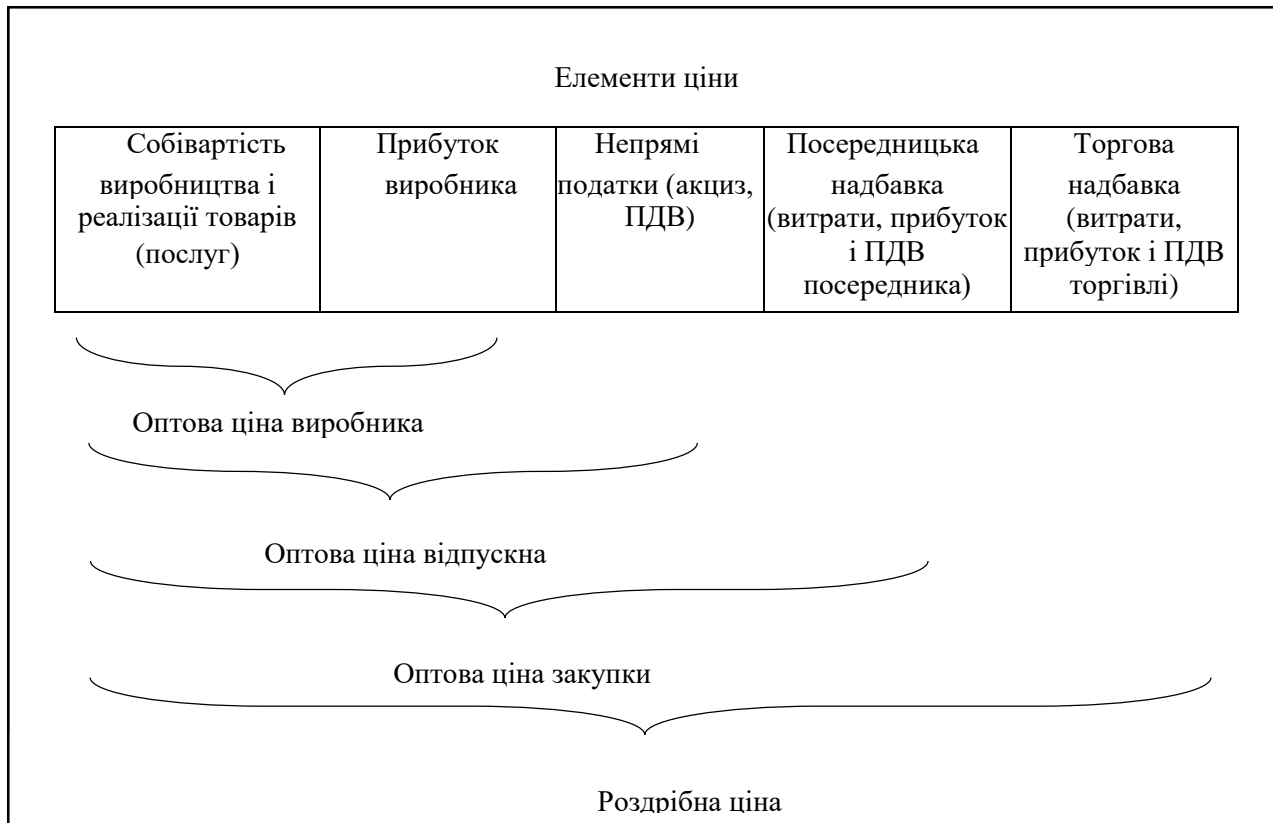 Елементи ціни
Собівартість
виробництва і
реалізації товарів
(послуг)
Прибуток
виробника
Непрямі
податки (акциз,
ПДВ)
Посередницька
надбавка
(витрати, прибуток
і ПДВ
посередника)
Торгова
надбавка
(витрати,
прибуток і ПДВ
торгівлі)
Оптова ціна виробника
Оптова ціна відпускна
Оптова ціна закупки
Роздрібна ціна